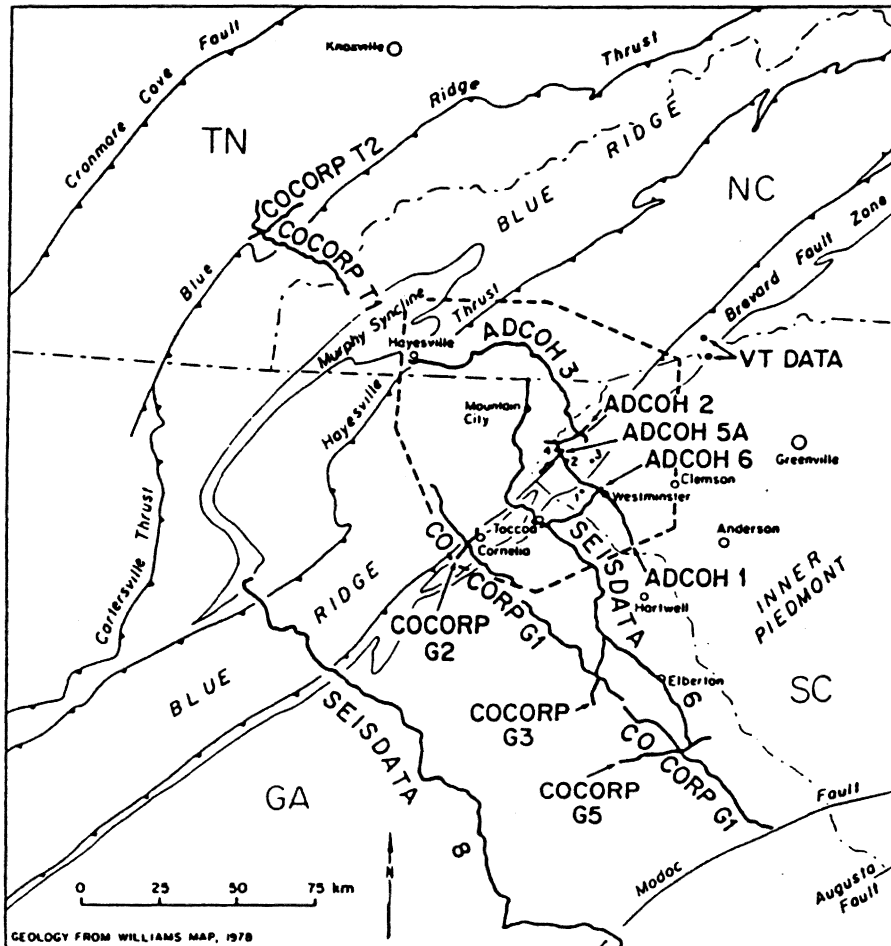 Knoxville
Cranmore Cove Fault
TN
Blue Ridge Thrust
BLUE RIDGE
NC
COCORP T2
COCORP T1
Brevard Fault Zone
Murphy Syncline
Hayesville Thrust
Hayesville
ADCOH 3
VT DATA
Mountain City
ADCOH 2
ADCOH 5A
ADCOH 6
4
2
3
Greenville
Clemson
Westminster
Cartersville Thrust
Toccoa
Cornelia
Anderson
ADCOH 1
Hartwell
INNER PIEDMONT
COCORP G1
COCORP G2
SEISDATA 6
BLUE RIDGE
Elberton
SC
COCORP G3
SEISDATA 8
COCORP G1
COCORP G5
GA
Modoc Fault
Augusta Fault
N
0 25 50 75 km
GEOLOGY FROM WILLIAMS MAP, 1978